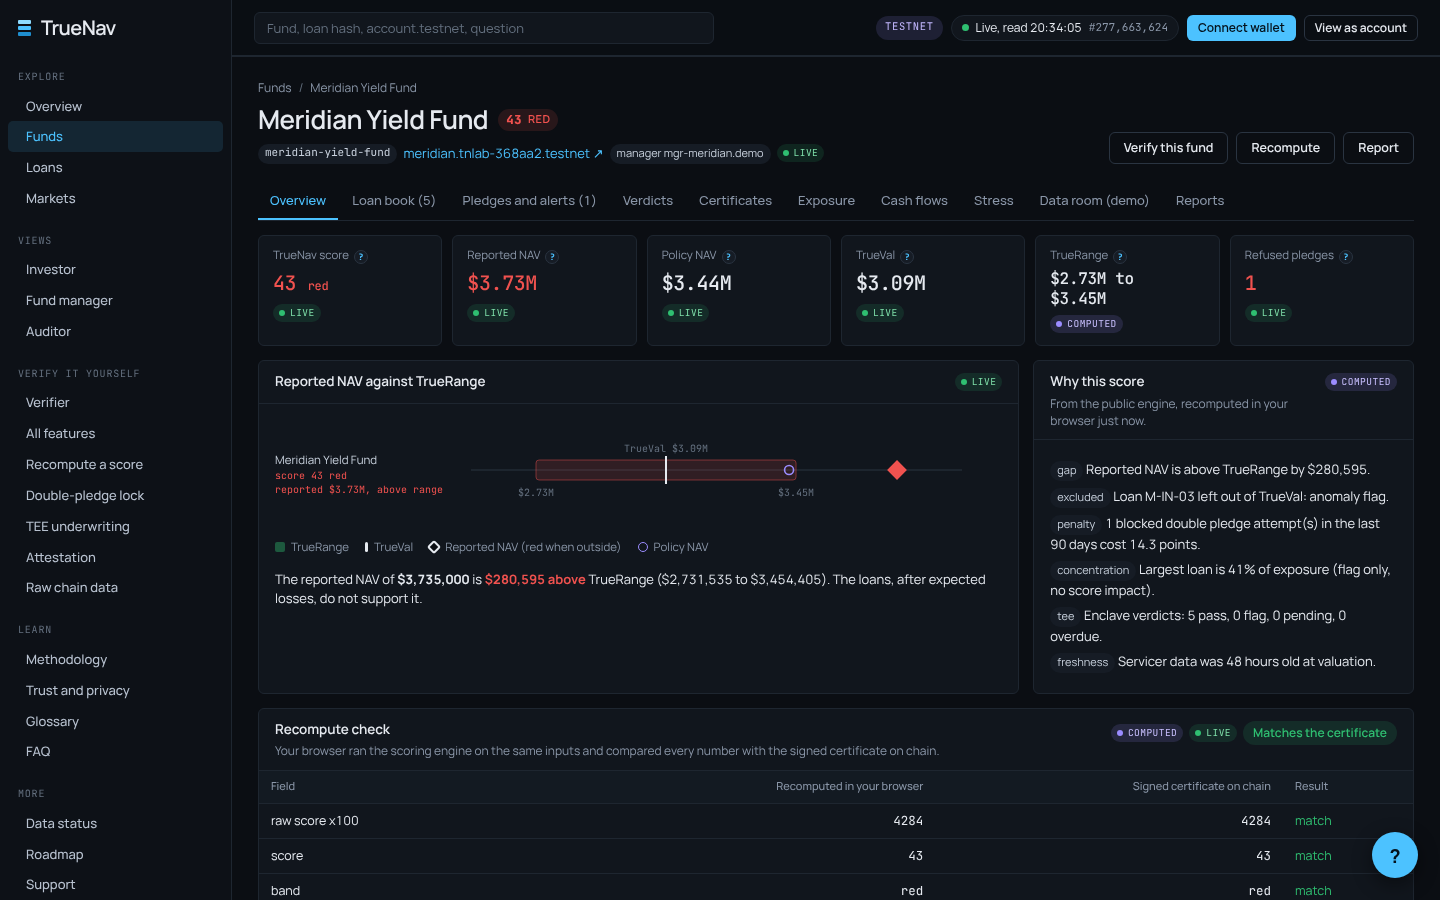 TrueNav
Fund, loan hash, account.testnet, question
TESTNET
Live, read 20:34:05 #277,663,624
Connect wallet
View as account
EXPLORE
Overview
Funds
Loans
Markets
VIEWS
Investor
Fund manager
Auditor
VERIFY IT YOURSELF
Verifier
All features
Recompute a score
Double-pledge lock
TEE underwriting
Attestation
Raw chain data
LEARN
Methodology
Trust and privacy
Glossary
FAQ
MORE
Data status
Roadmap
Support
Funds / Meridian Yield Fund
Meridian Yield Fund 43 RED
meridian-yield-fund meridian.tnlab-368aa2.testnet ↗ manager mgr-meridian.demo LIVE
Verify this fund
Recompute
Report
Overview Loan book (5) Pledges and alerts (1) Verdicts Certificates Exposure Cash flows Stress Data room (demo) Reports
TrueNav score ?
43 red
LIVE
Reported NAV ?
$3.73M
LIVE
Policy NAV ?
$3.44M
LIVE
TrueVal ?
$3.09M
LIVE
TrueRange ?
$2.73M to
$3.45M
COMPUTED
Refused pledges ?
1
LIVE
Reported NAV against TrueRange
LIVE
TrueVal $3.09M
Meridian Yield Fund
score 43 red
reported $3.73M, above range
$2.73M
$3.45M
TrueRange TrueVal Reported NAV (red when outside) Policy NAV
The reported NAV of $3,735,000 is $280,595 above TrueRange ($2,731,535 to $3,454,405). The loans, after expected
losses, do not support it.
Why this score
COMPUTED
From the public engine, recomputed in your
browser just now.
gap Reported NAV is above TrueRange by $280,595.
excluded Loan M-IN-03 left out of TrueVal: anomaly flag.
penalty 1 blocked double pledge attempt(s) in the last
90 days cost 14.3 points.
concentration Largest loan is 41% of exposure (flag only,
no score impact).
tee Enclave verdicts: 5 pass, 0 flag, 0 pending, 0
overdue.
freshness Servicer data was 48 hours old at valuation.
Recompute check
Your browser ran the scoring engine on the same inputs and compared every number with the signed certificate on chain.
COMPUTED LIVE Matches the certificate
Field Recomputed in your browser Signed certificate on chain Result
raw score x100 4284 4284 match
score 43 43 match
band red red match
?